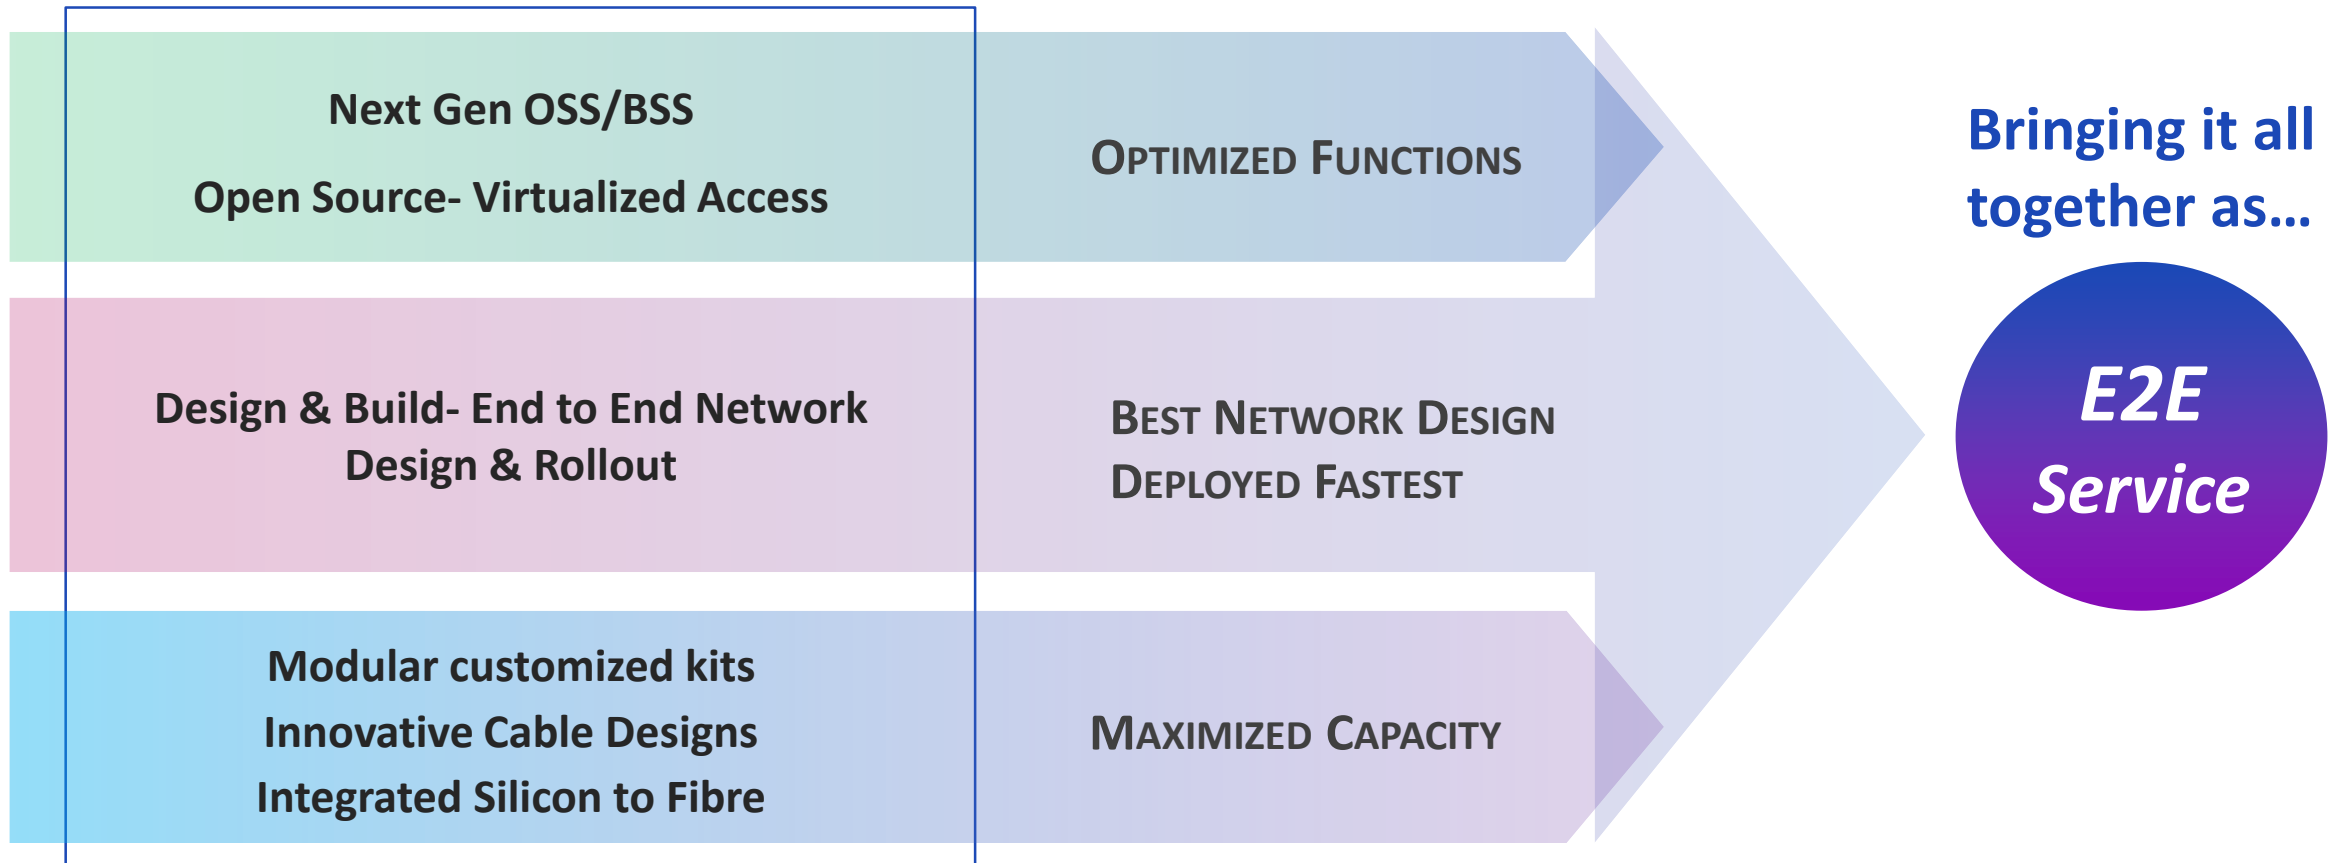 Next Gen OSS/BSS
Open Source- Virtualized Access
OPTIMIZED FUNCTIONS
Design & Build- End to End Network
Design & Rollout
BEST NETWORK DESIGN
DEPLOYED FASTEST
Modular customized kits
Innovative Cable Designs
Integrated Silicon to Fibre
MAXIMIZED CAPACITY
Bringing it all
together as...
E2E
Service